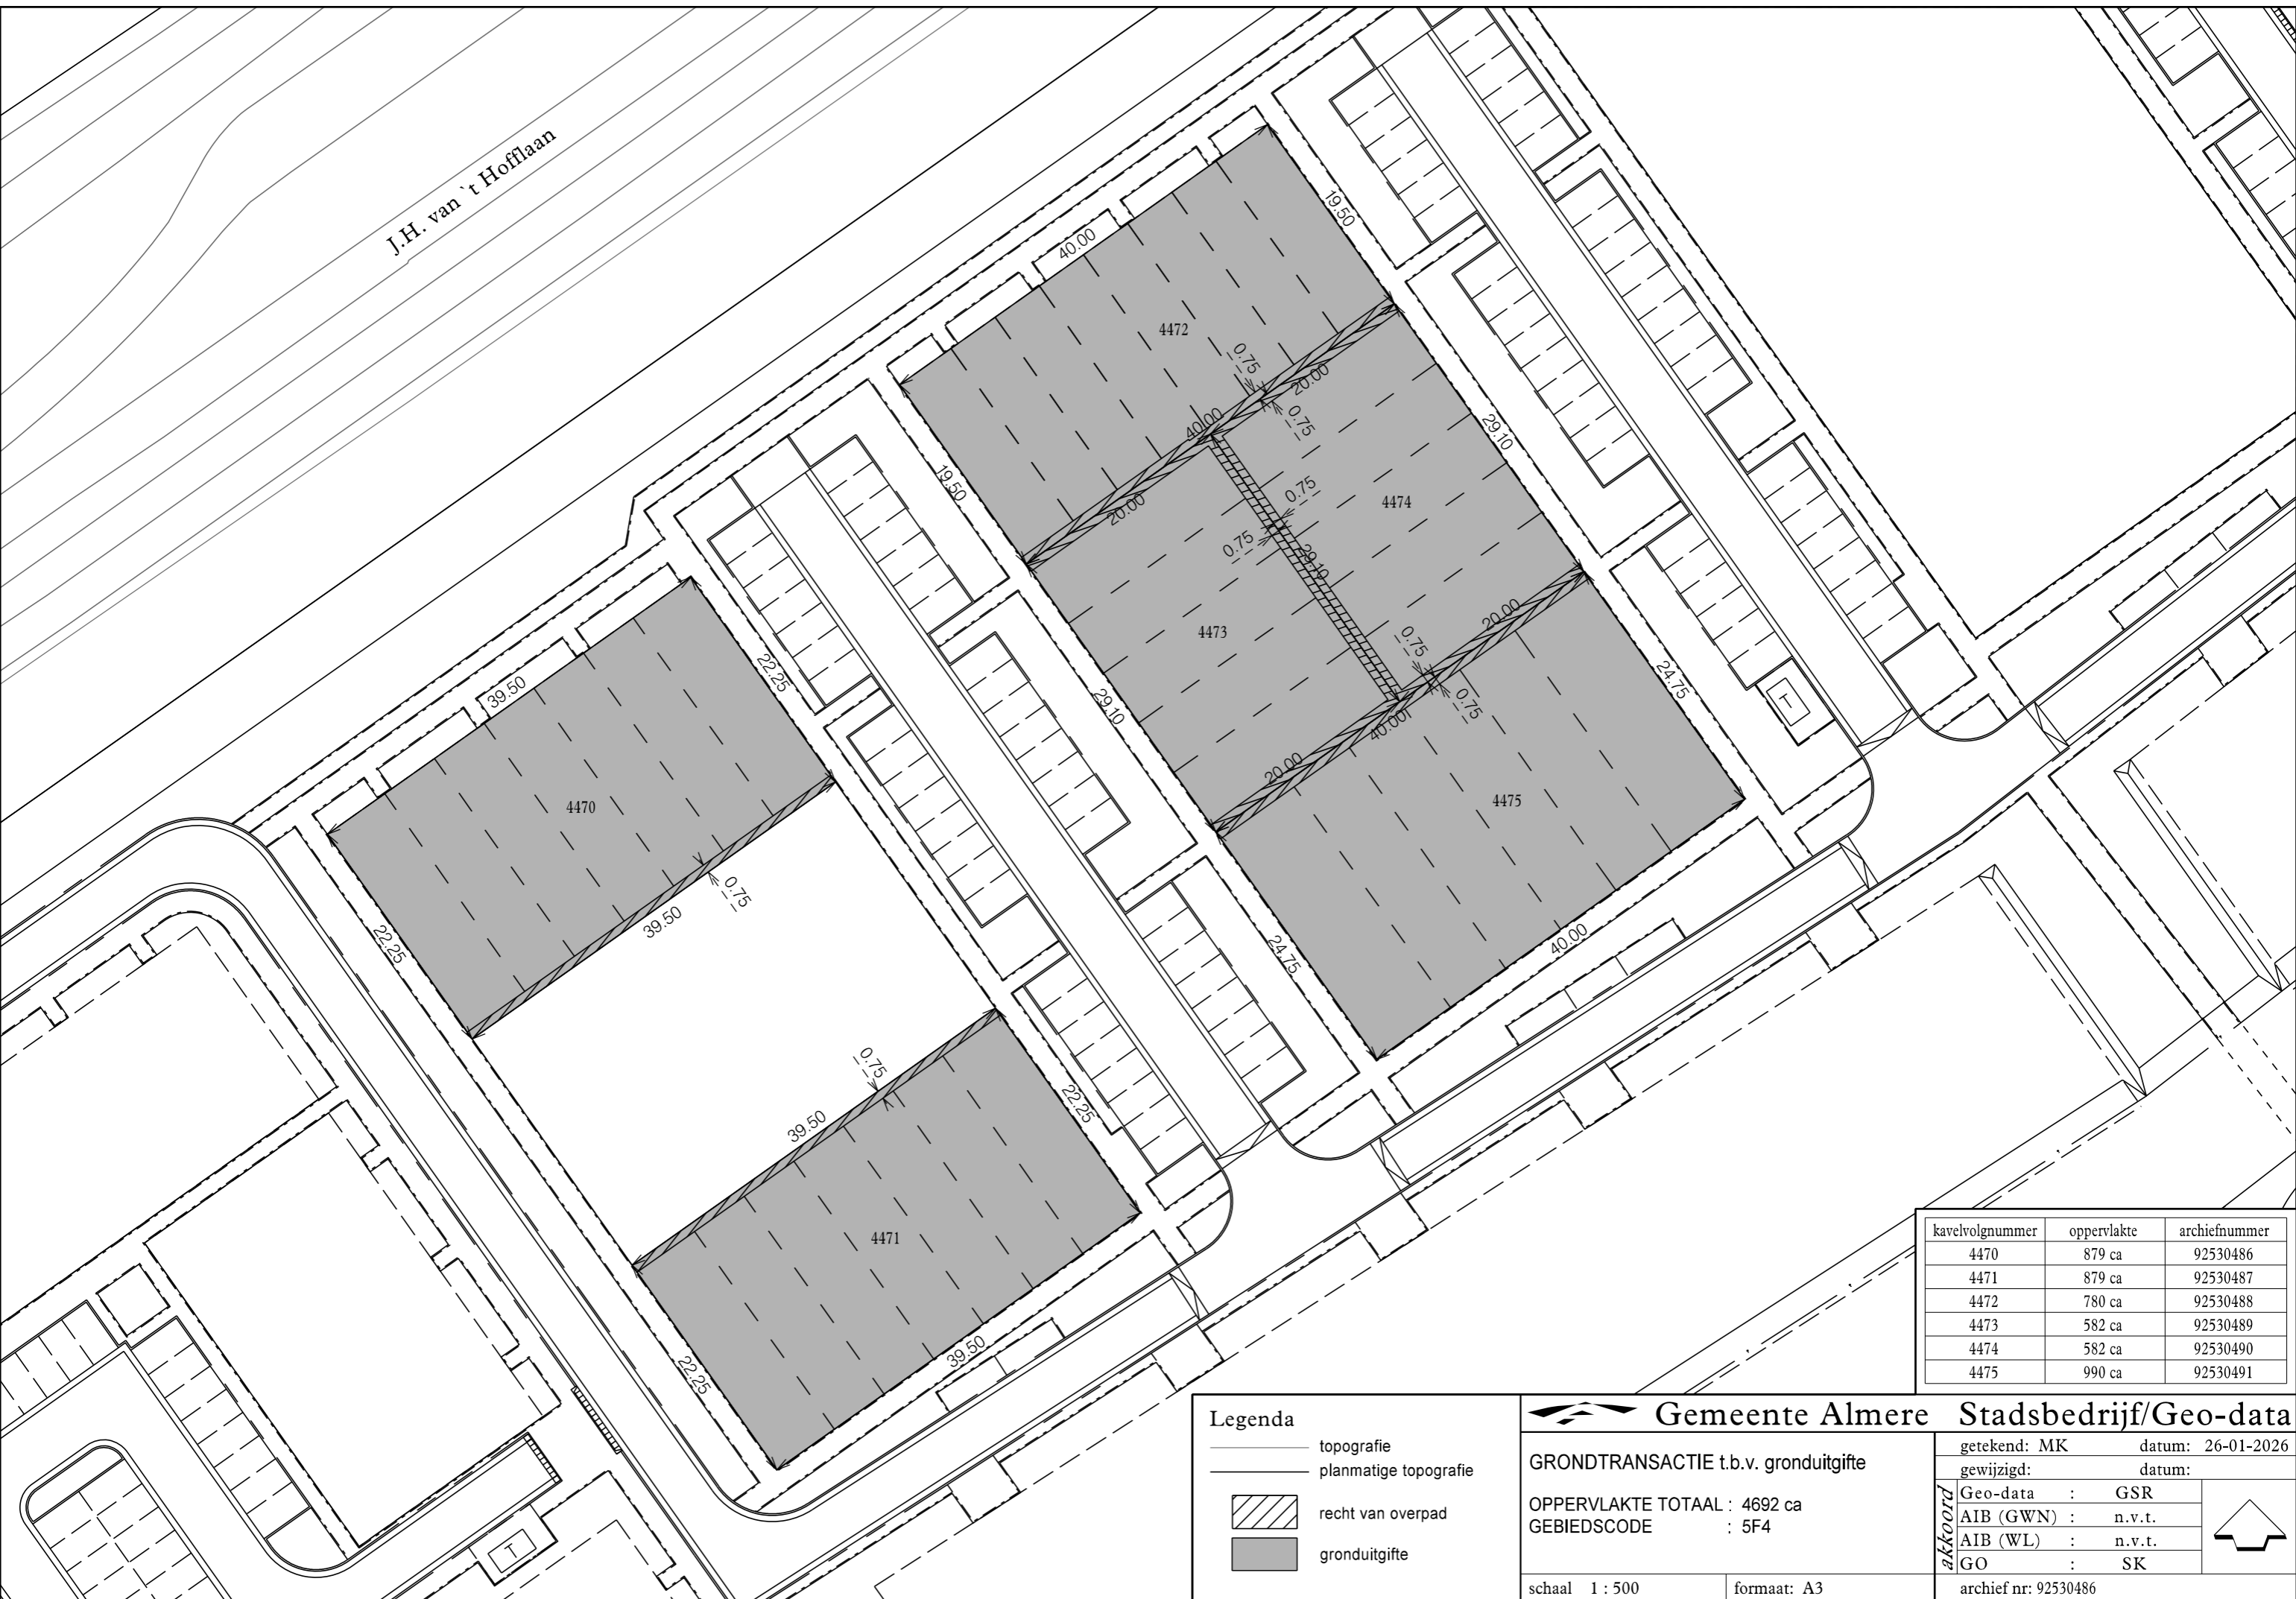 J.H. van `t Hofflaan
40.00
19.50
4472
0.75
20.00
0.75
40.00
29.10
19.50
20.00
0.75
4474
0.75
29.10
4473
20.00
0.75
24.75
0.75
29.10
40.00
20.00
4475
T
39.50
22.25
4470
0.75
39.50
22.25
24.75
40.00
0.75
39.50
22.25
4471
39.50
22.25
T
kavelvolgnummer oppervlakte archiefnummer
4470 879 ca 92530486
4471 879 ca 92530487
4472 780 ca 92530488
4473 582 ca 92530489
4474 582 ca 92530490
4475 990 ca 92530491
Legenda
topografie
planmatige topografie
recht van overpad
gronduitgifte
Gemeente Almere Stadsbedrijf/Geo-data
GRONDTRANSACTIE t.b.v. gronduitgifte
OPPERVLAKTE TOTAAL : 4692 ca
GEBIEDSCODE : 5F4
schaal 1 : 500 formaat: A3
getekend: MK datum: 26-01-2026
gewijzigd: datum:
akkoord
Geo-data : GSR
AIB (GWN) : n.v.t.
AIB (WL) : n.v.t.
GO : SK
archief nr: 92530486